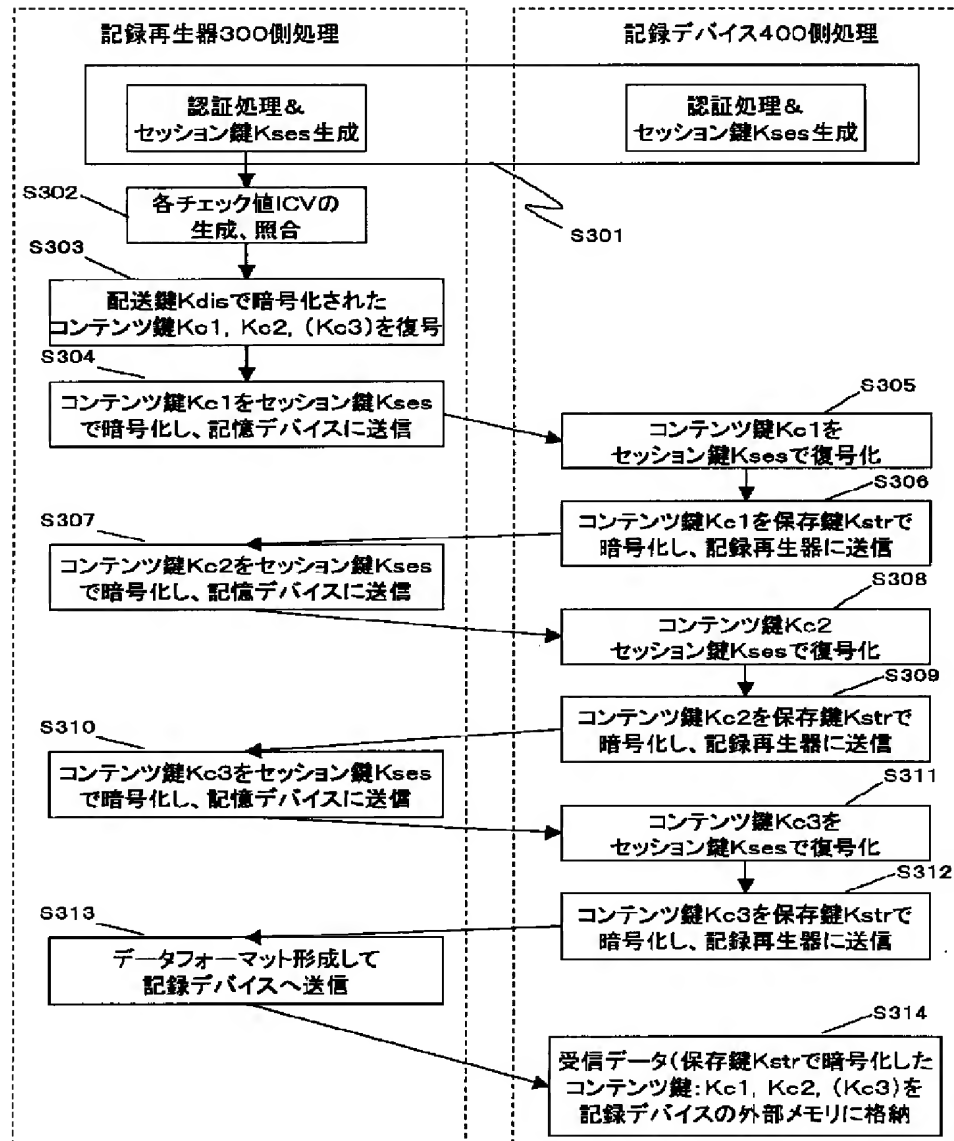 記録再生器300側処理
記録デバイス400側処理
認証処理&
セッション鍵Kses生成
認証処理&
セッション鍵Kses生成
S301
S302
各チェック値ICVの
生成、照合
S303
配送鍵Kdisで暗号化された
コンテンツ鍵Kc1, Kc2, (Kc3)を復号
S304
コンテンツ鍵Kc1をセッション鍵Kses
で暗号化し、記憶デバイスに送信
S305
コンテンツ鍵Kc1を
セッション鍵Ksesで復号化
S306
コンテンツ鍵Kc1を保存鍵Kstrで
暗号化し、記録再生器に送信
S307
コンテンツ鍵Kc2をセッション鍵Kses
で暗号化し、記憶デバイスに送信
S308
コンテンツ鍵Kc2
セッション鍵Ksesで復号化
S309
コンテンツ鍵Kc2を保存鍵Kstrで
暗号化し、記録再生器に送信
S310
コンテンツ鍵Kc3をセッション鍵Kses
で暗号化し、記憶デバイスに送信
S311
コンテンツ鍵Kc3を
セッション鍵Ksesで復号化
S312
コンテンツ鍵Kc3を保存鍵Kstrで
暗号化し、記録再生器に送信
S313
データフォーマット形成して
記録デバイスへ送信
S314
受信データ(保存鍵Kstrで暗号化した
コンテンツ鍵:Kc1, Kc2, (Kc3)を
記録デバイスの外部メモリに格納